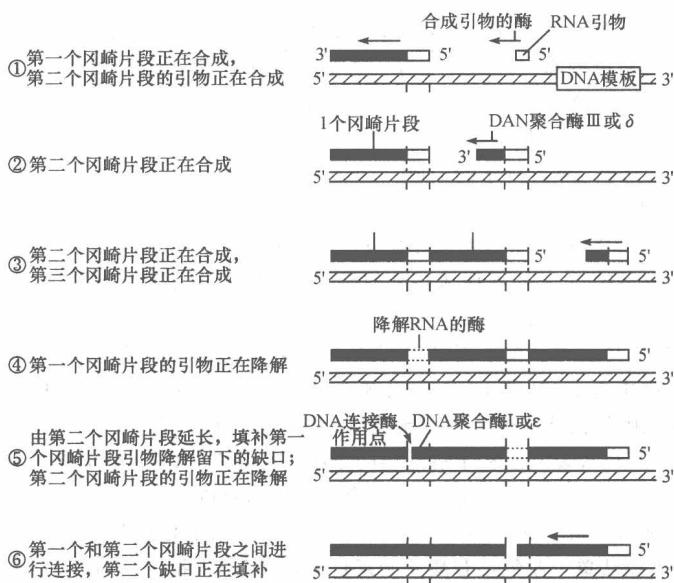 合成引物的酶 RNA引物
①第一个冈崎片段正在合成，
第二个冈崎片段的引物正在合成
3' 5' 5'
5' DNA模板 3'
1个冈崎片段 DAN聚合酶Ⅲ或δ
②第二个冈崎片段正在合成
3' 5'
5' 3'
③第二个冈崎片段正在合成，
第三个冈崎片段正在合成
5' 5'
5' 3'
降解RNA的酶
④第一个冈崎片段的引物正在降解
5'
5' 3'
DNA连接酶 DNA聚合酶I或ε
作用点
⑤由第二个冈崎片段延长，填补第一
个冈崎片段引物降解留下的缺口；
第二个冈崎片段的引物正在降解
5'
5' 3'
⑥第一个和第二个冈崎片段之间进
行连接，第二个缺口正在填补
5'
5' 3'